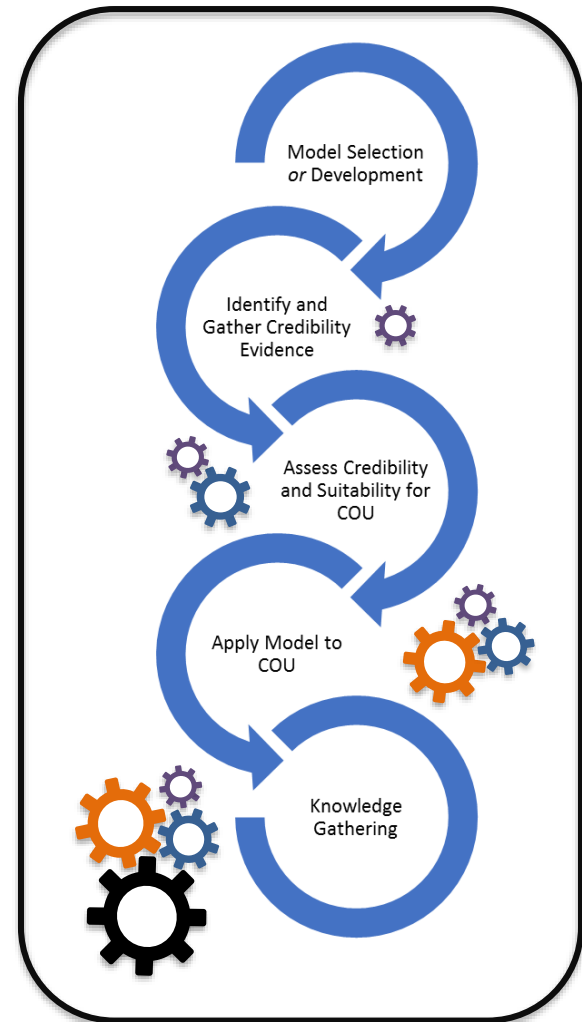 Model Selection
or Development
Identify and
Gather Credibility
Evidence
Assess Credibility
and Suitability for
COU
Apply Model to
COU
Knowledge
Gathering